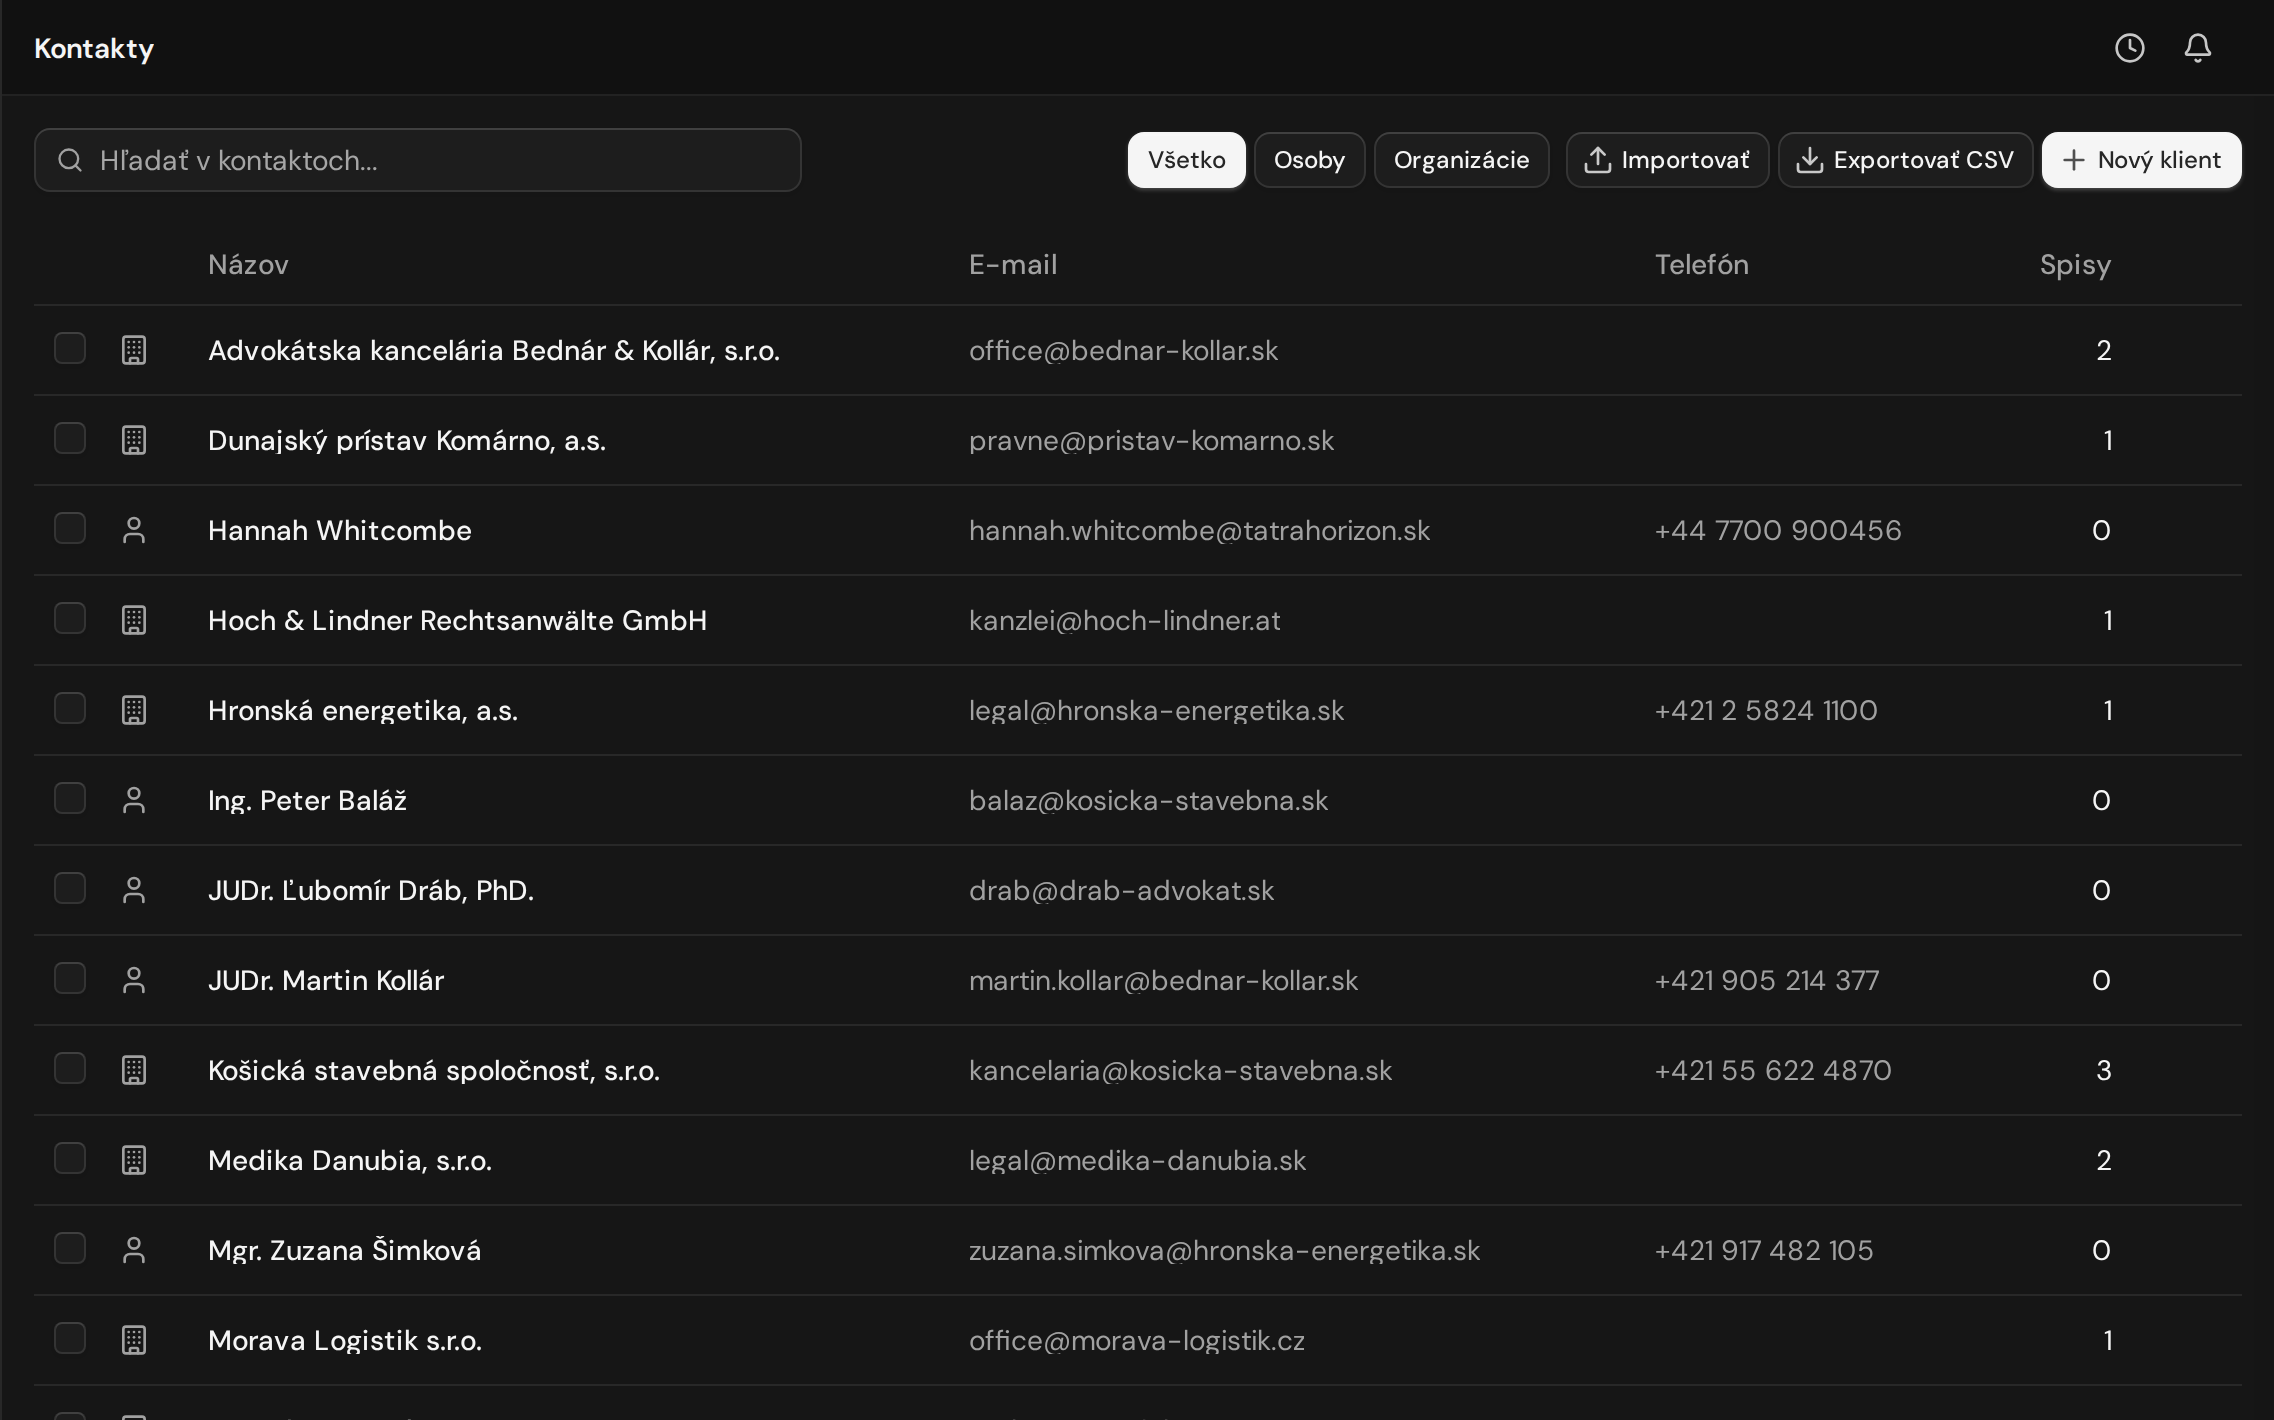 Kontakty
Hľadať v kontaktoch...
Všetko Osoby Organizácie Importovať Exportovať CSV Nový klient
Názov E-mail Telefón Spisy
Advokátska kancelária Bednár & Kollár, s.r.o. office@bednar-kollar.sk 2
Dunajský prístav Komárno, a.s. pravne@pristav-komarno.sk 1
Hannah Whitcombe hannah.whitcombe@tatrahorizon.sk +44 7700 900456 0
Hoch & Lindner Rechtsanwälte GmbH kanzlei@hoch-lindner.at 1
Hronská energetika, a.s. legal@hronska-energetika.sk +421 2 5824 1100 1
Ing. Peter Baláž balaz@kosicka-stavebna.sk 0
JUDr. Ľubomír Dráb, PhD. drab@drab-advokat.sk 0
JUDr. Martin Kollár martin.kollar@bednar-kollar.sk +421 905 214 377 0
Košická stavebná spoločnosť, s.r.o. kancelaria@kosicka-stavebna.sk +421 55 622 4870 3
Medika Danubia, s.r.o. legal@medika-danubia.sk 2
Mgr. Zuzana Šimková zuzana.simkova@hronska-energetika.sk +421 917 482 105 0
Morava Logistik s.r.o. office@morava-logistik.cz 1